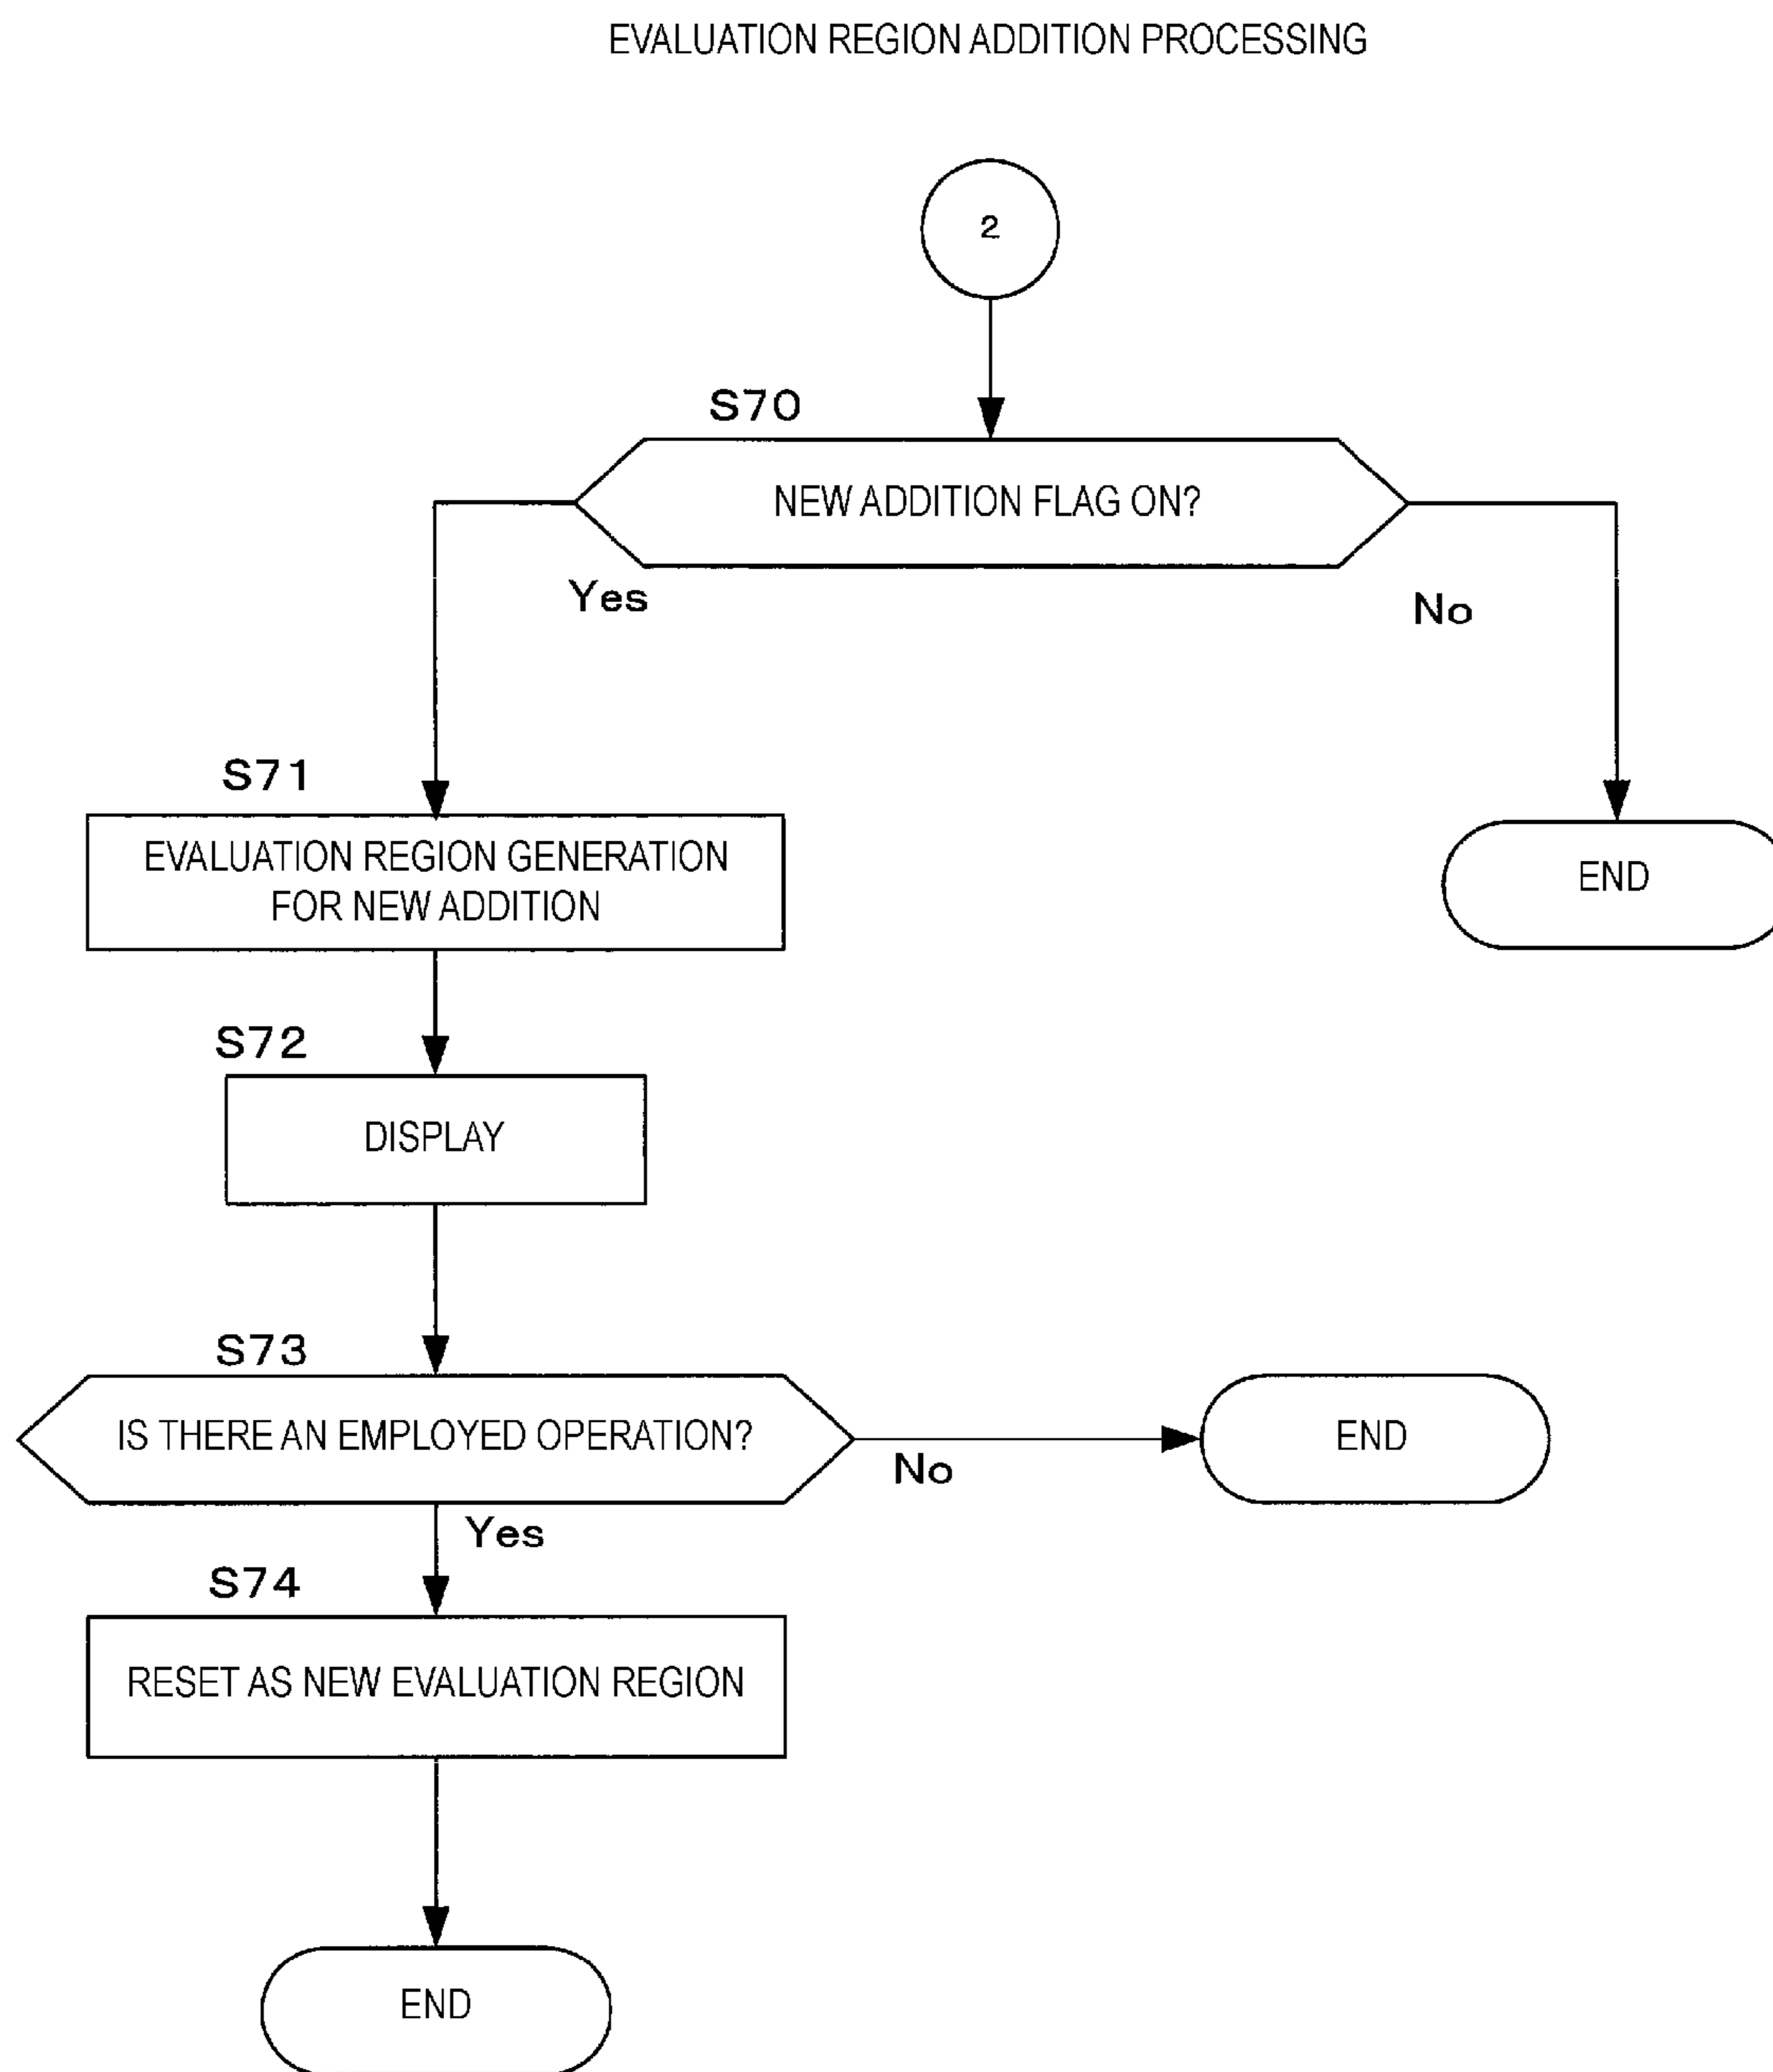 EVALUATION REGION ADDITION PROCESSING
2
S70
NEW ADDITION FLAG ON?
Yes
No
S71
EVALUATION REGION GENERATION
FOR NEW ADDITION
END
S72
DISPLAY
S73
IS THERE AN EMPLOYED OPERATION?
No
END
Yes
S74
RESET AS NEW EVALUATION REGION
END